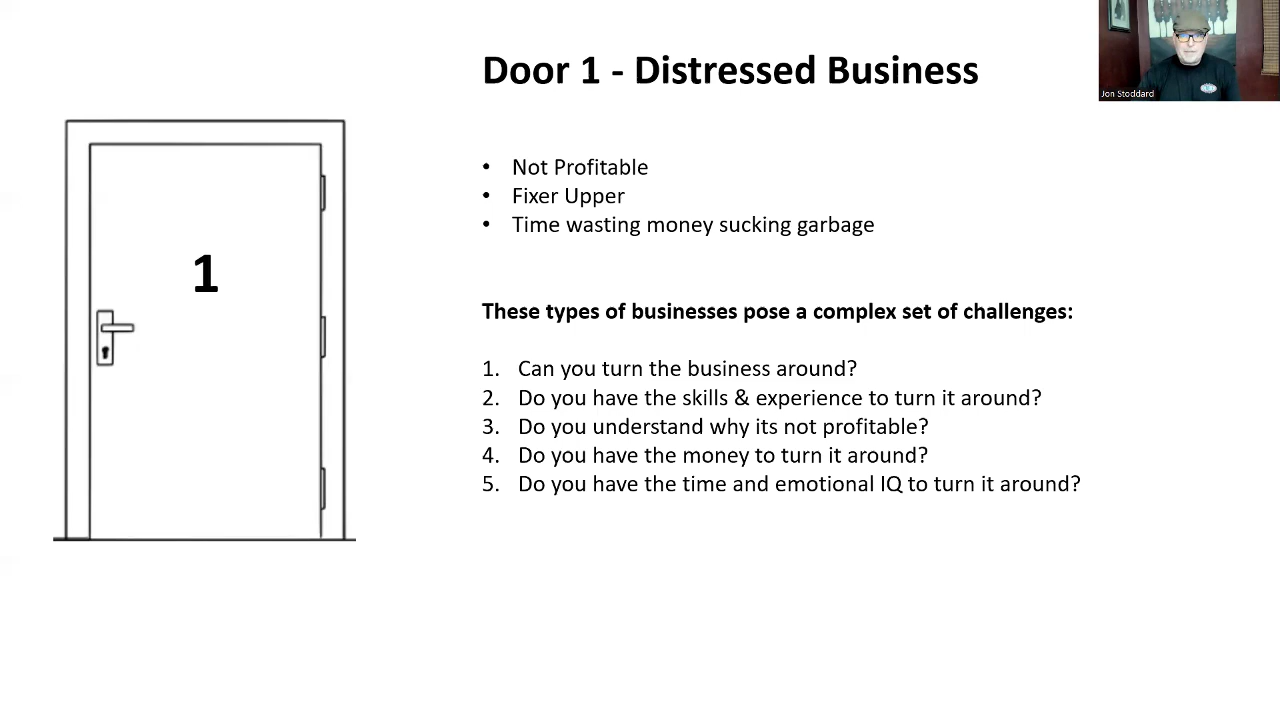 Door 1 - Distressed Business
Jon Stoddard
• Not Profitable
• Fixer Upper
• Time wasting money sucking garbage
1
These types of businesses pose a complex set of challenges:
1. Can you turn the business around?
2. Do you have the skills & experience to turn it around?
3. Do you understand why its not profitable?
4. Do you have the money to turn it around?
5. Do you have the time and emotional IQ to turn it around?